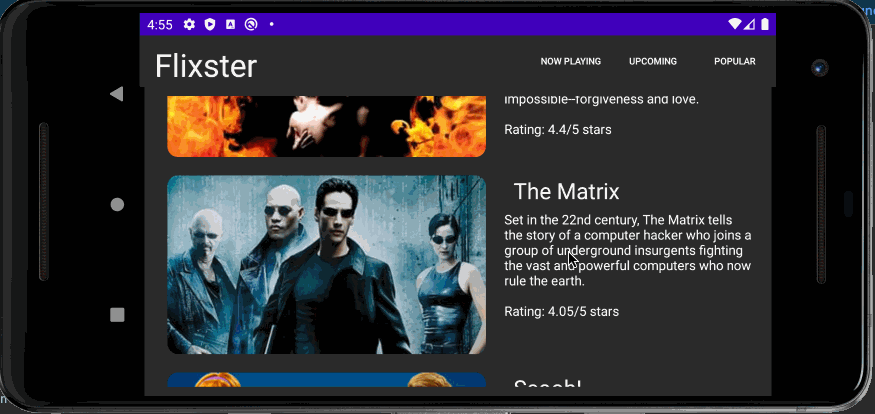 4:55
Flixster
NOW PLAYING
UPCOMING
POPULAR
impossible--forgiveness and love.
Rating: 4.4/5 stars
The Matrix
Set in the 22nd century, The Matrix tells
the story of a computer hacker who joins a
group of underground insurgents fighting
the vast and powerful computers who now
rule the earth.
Rating: 4.05/5 stars